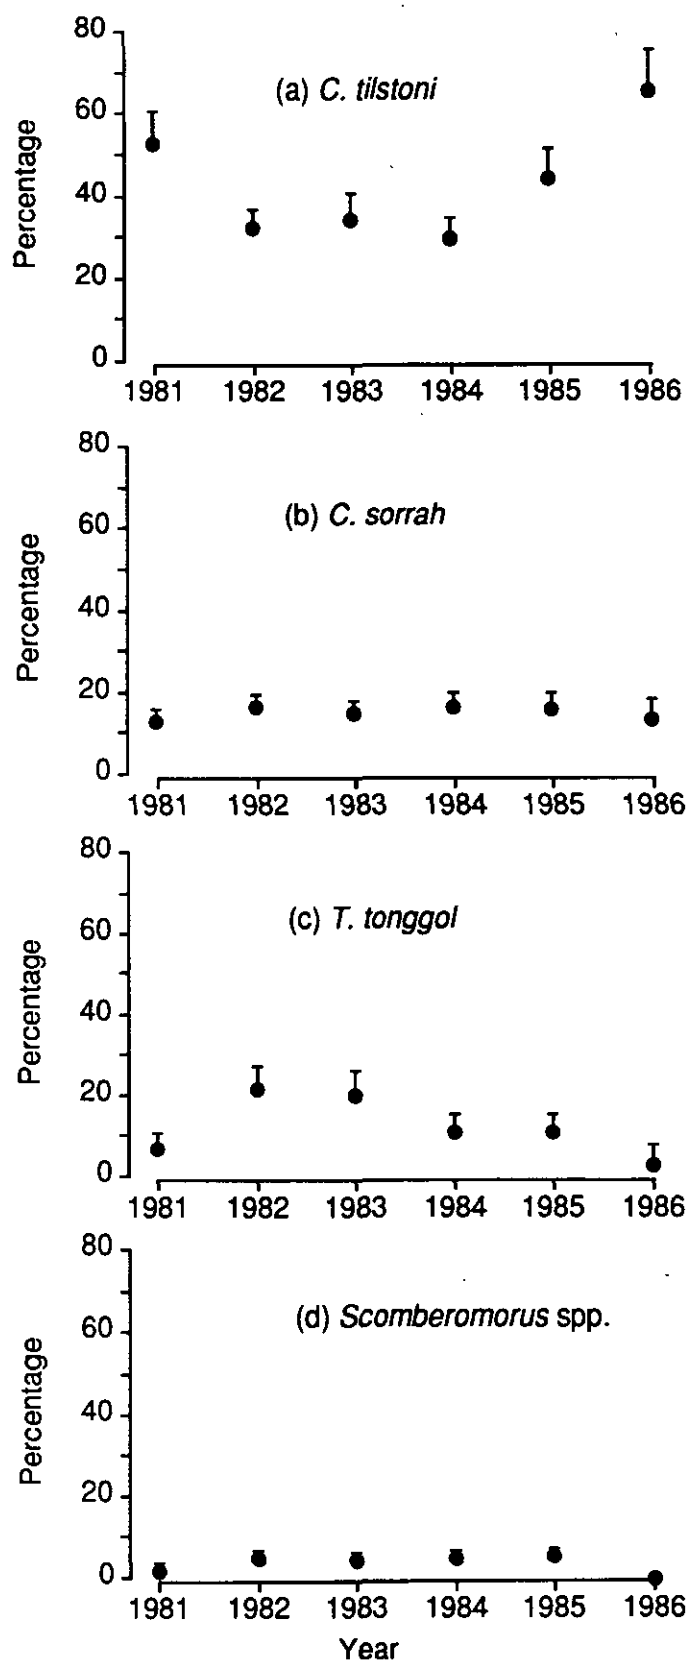 80
(a) C. tilstoni
60
Percentage
40
20
0
1981 1982 1983 1984 1985 1986
80
(b) C. sorrah
60
Percentage
40
20
0
1981 1982 1983 1984 1985 1986
80
(c) T. tonggol
60
Percentage
40
20
0
1981 1982 1983 1984 1985 1986
80
(d) Scomberomorus spp.
60
Percentage
40
20
0
1981 1982 1983 1984 1985 1986
Year